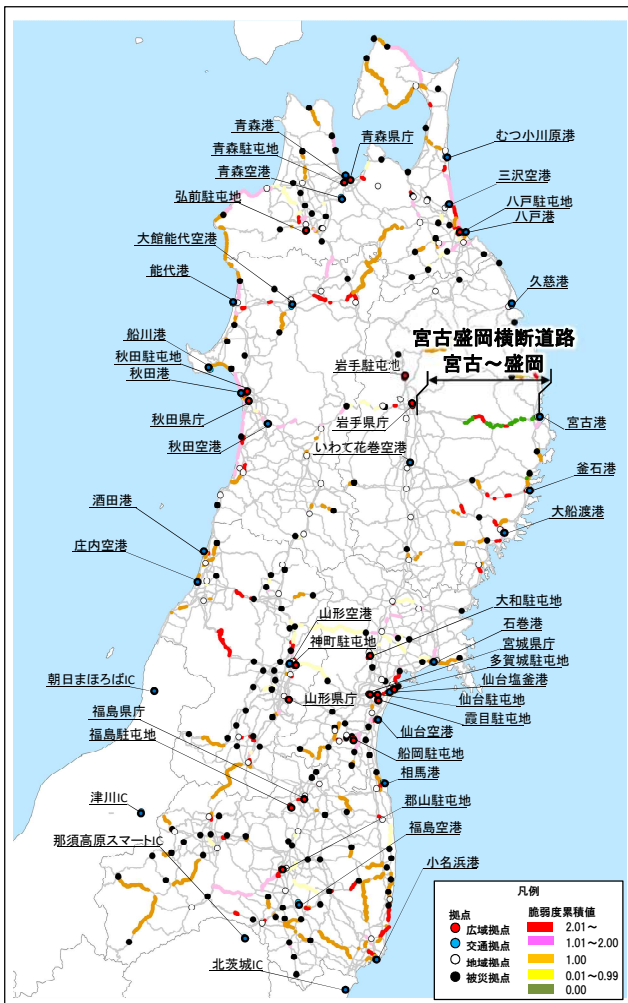 青森港
青森駐屯地
青森県庁
むつ小川原港
青森空港
三沢空港
弘前駐屯地
八戸駐屯地
八戸港
大館能代空港
能代港
久慈港
宮古盛岡横断道路
宮古～盛岡
船川港
秋田駐屯地
秋田港
岩手駐屯地
秋田県庁
岩手県庁
宮古港
秋田空港
いわて花巻空港
釜石港
酒田港
大船渡港
庄内空港
大和駐屯地
山形空港
石巻港
神町駐屯地
宮城県庁
多賀城駐屯地
朝日まほろばIC
山形県庁
仙台塩釜港
仙台駐屯地
福島県庁
霞目駐屯地
仙台空港
福島駐屯地
船岡駐屯地
相馬港
津川IC
郡山駐屯地
福島空港
那須高原スマートIC
小名浜港
北茨城IC
凡例
拠点
脆弱度累積値
広域拠点
2.01～
交通拠点
1.01～2.00
地域拠点
1.00
被災拠点
0.01～0.99
0.00